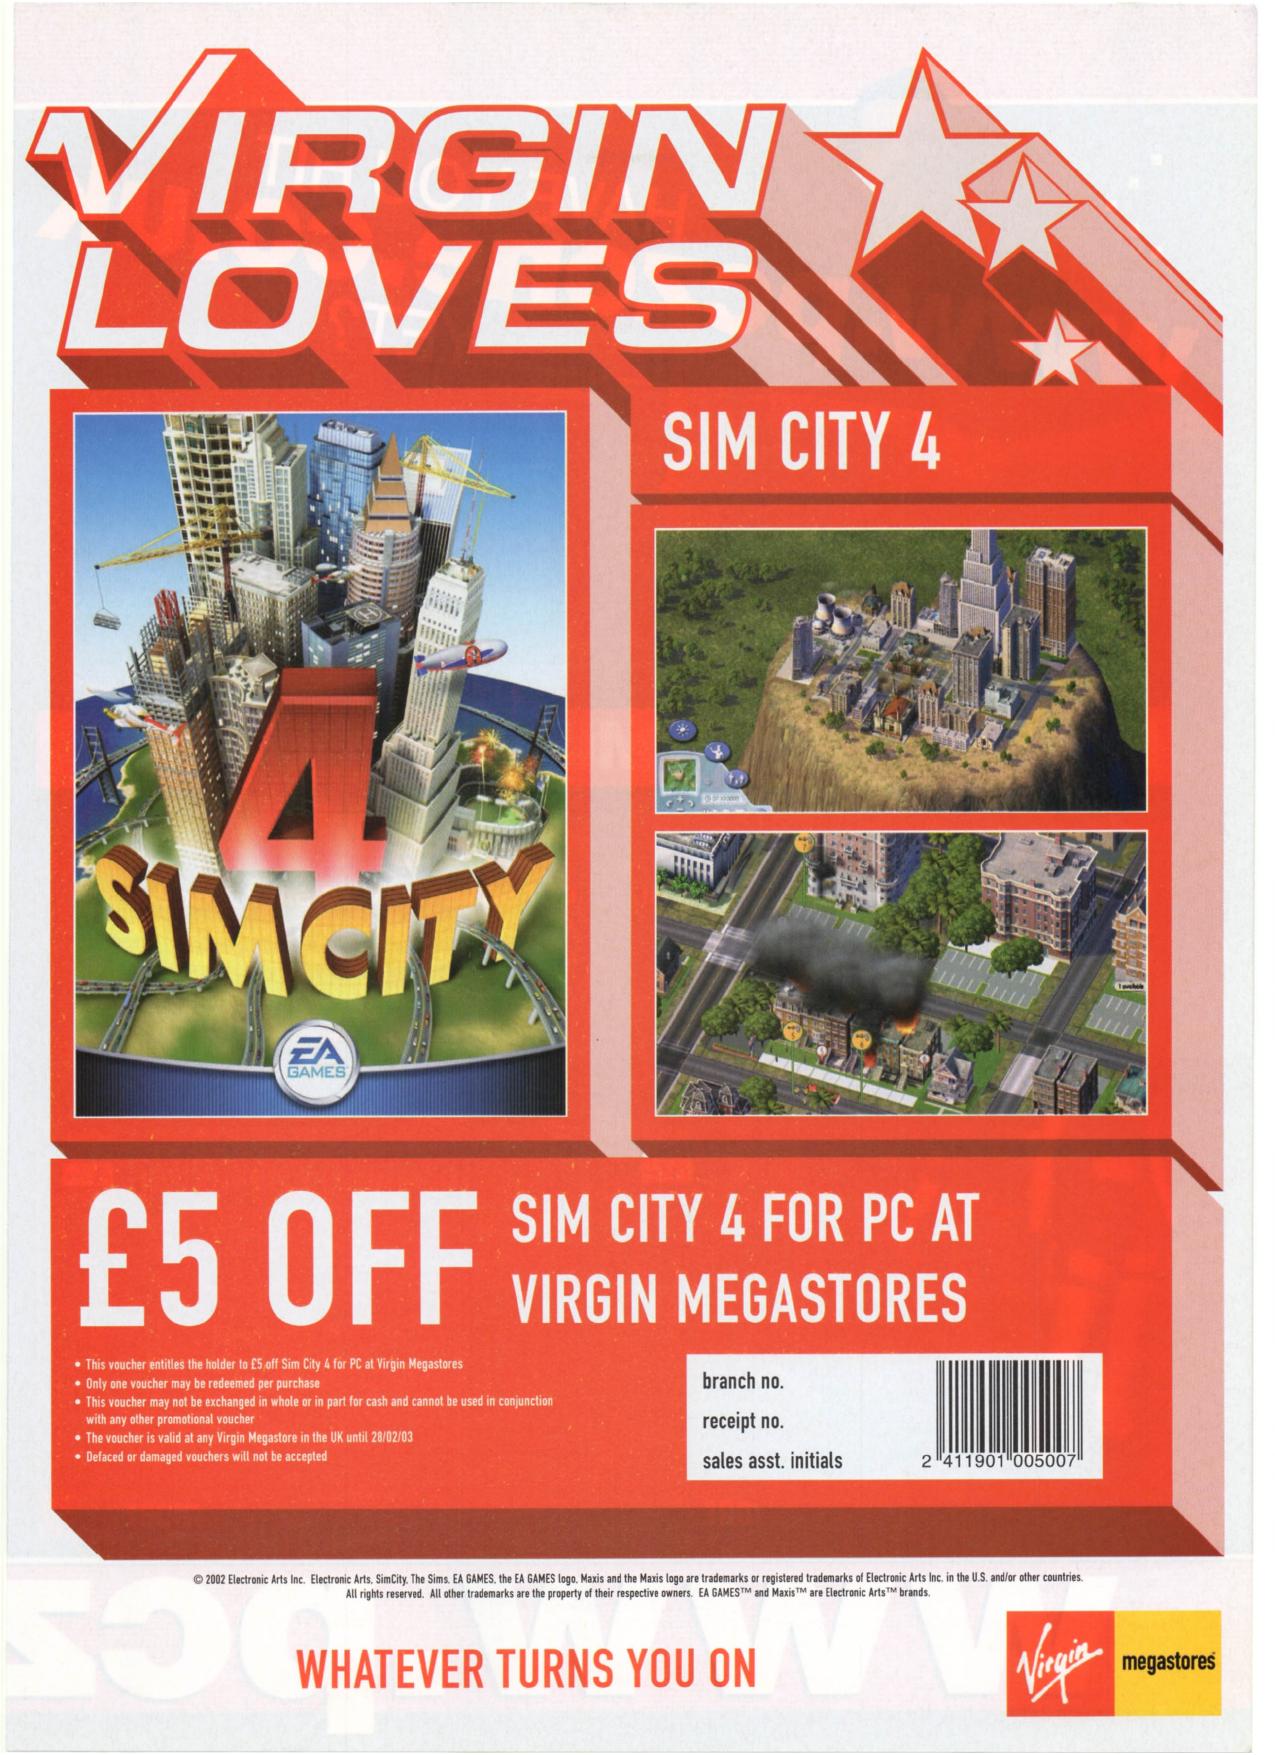 VIRGIN
LOVES
SIM CITY 4
4
SIMCITY
EA
GAMES
1 available
£5 OFF
SIM CITY 4 FOR PC AT
VIRGIN MEGASTORES
• This voucher entitles the holder to £5 off Sim City 4 for PC at Virgin Megastores
• Only one voucher may be redeemed per purchase
• This voucher may not be exchanged in whole or in part for cash and cannot be used in conjunction
with any other promotional voucher
• The voucher is valid at any Virgin Megastore in the UK until 28/02/03
• Defaced or damaged vouchers will not be accepted
branch no.
receipt no.
sales asst. initials
2 411901 005007
© 2002 Electronic Arts Inc. Electronic Arts, SimCity, The Sims, EA GAMES, the EA GAMES logo, Maxis and the Maxis logo are trademarks or registered trademarks of Electronic Arts Inc. in the U.S. and/or other countries.
All rights reserved. All other trademarks are the property of their respective owners. EA GAMES™ and Maxis™ are Electronic Arts™ brands.
WHATEVER TURNS YOU ON
Virgin
megastores